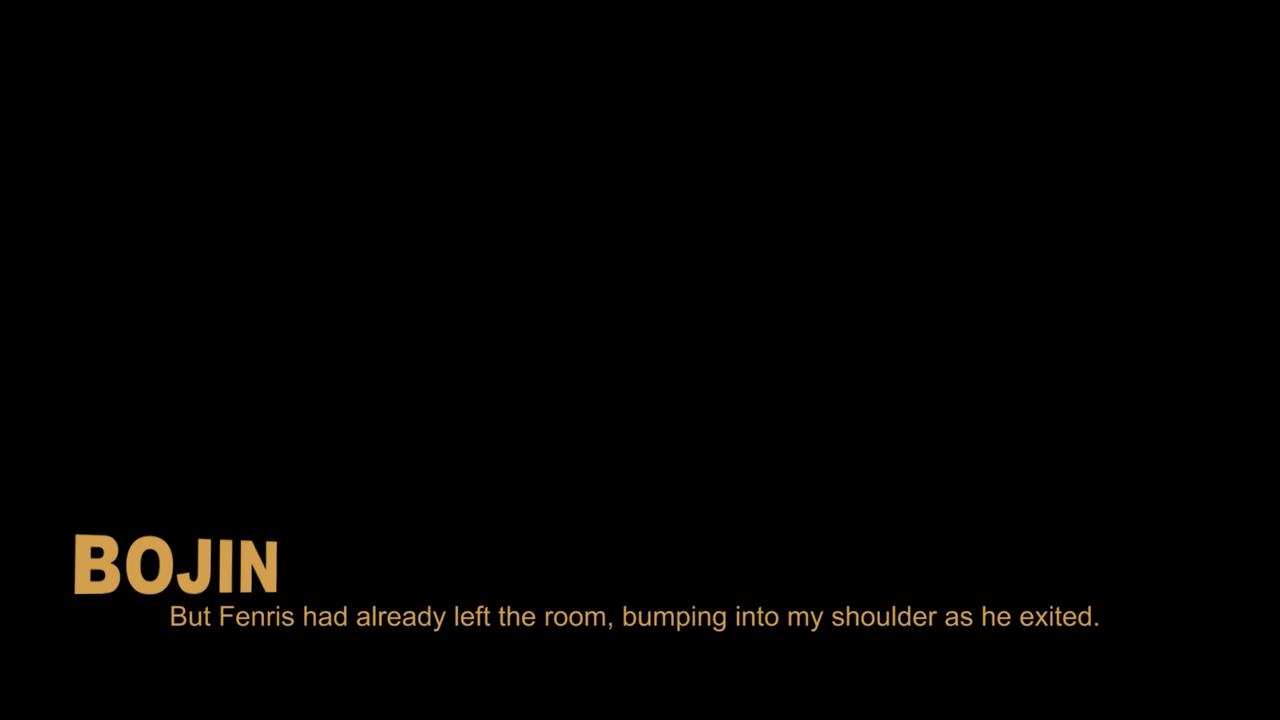 BOJIN
But Fenris had already left the room, bumping into my shoulder as he exited.